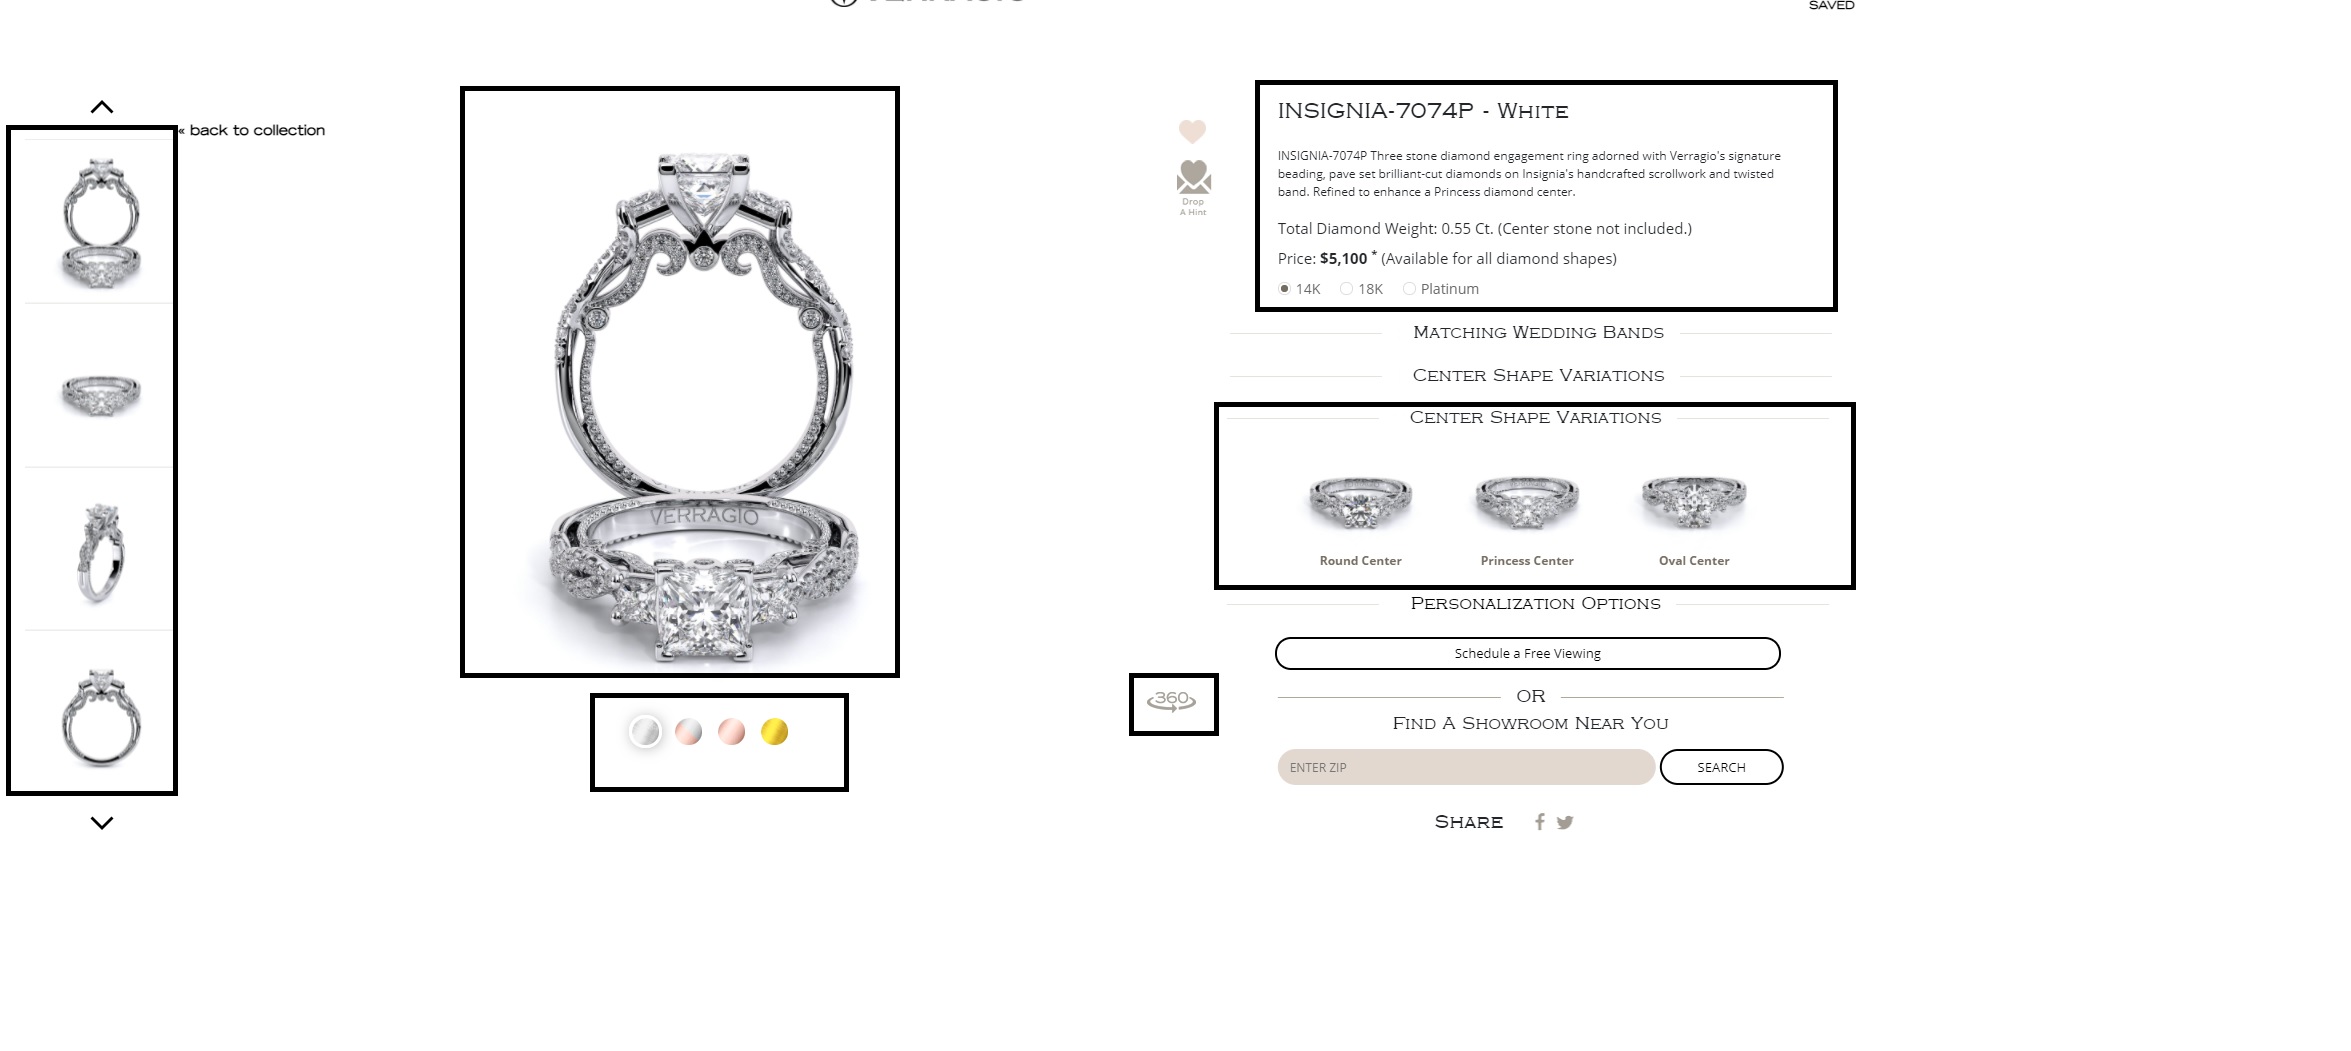 SAVED
« back to collection
Drop
A Hint
INSIGNIA-7074P - White
INSIGNIA-7074P Three stone diamond engagement ring adorned with Verragio's signature
beading, pave set brilliant-cut diamonds on Insignia's handcrafted scrollwork and twisted
band. Refined to enhance a Princess diamond center.
Total Diamond Weight: 0.55 Ct. (Center stone not included.)
Price: $5,100 * (Available for all diamond shapes)
14K 18K Platinum
Matching Wedding Bands
Center Shape Variations
Center Shape Variations
Round Center Princess Center Oval Center
Personalization Options
VERRAGIO
360
Schedule a Free Viewing
OR
Find A Showroom Near You
ENTER ZIP SEARCH
Share